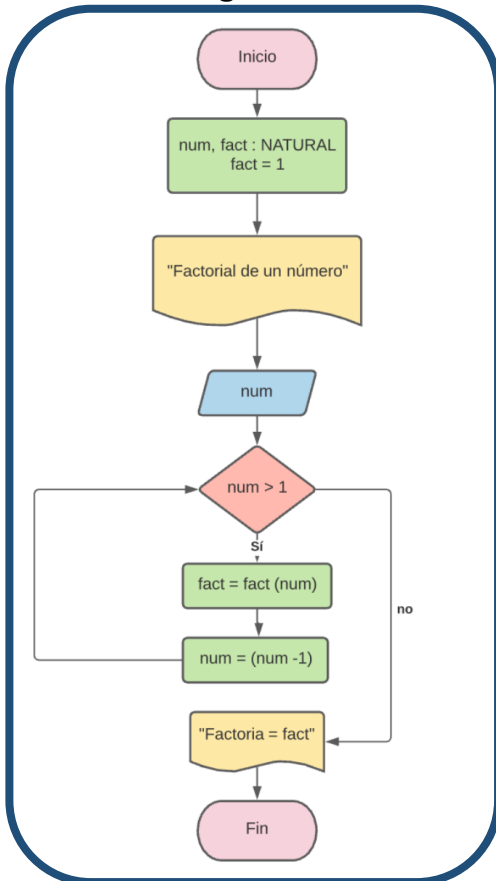 Inicio
num, fact : NATURAL
fact = 1
"Factorial de un número"
num
num > 1
Sí
fact = fact (num)
no
num = (num -1)
"Factoria = fact"
Fin